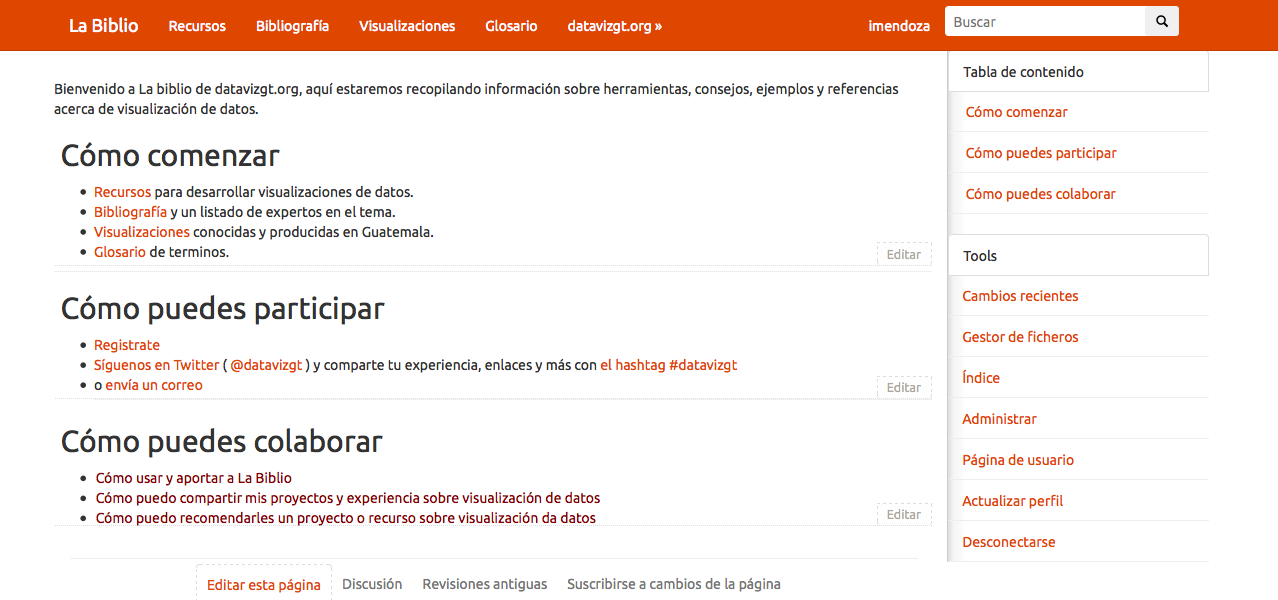 La Biblio Recursos Bibliografía Visualizaciones Glosario datavizgt.org » imendoza Buscar
Bienvenido a La biblio de datavizgt.org, aquí estaremos recopilando información sobre herramientas, consejos, ejemplos y referencias
acerca de visualización de datos.
Cómo comenzar
Recursos para desarrollar visualizaciones de datos.
Bibliografía y un listado de expertos en el tema.
Visualizaciones conocidas y producidas en Guatemala.
Glosario de terminos.
Editar
Cómo puedes participar
Registrate
Síguenos en Twitter ( @datavizgt ) y comparte tu experiencia, enlaces y más con el hashtag #datavizgt
o envía un correo
Editar
Cómo puedes colaborar
Cómo usar y aportar a La Biblio
Cómo puedo compartir mis proyectos y experiencia sobre visualización de datos
Cómo puedo recomendarles un proyecto o recurso sobre visualización da datos
Editar
Editar esta página Discusión Revisiones antiguas Suscribirse a cambios de la página
Tabla de contenido
Cómo comenzar
Cómo puedes participar
Cómo puedes colaborar
Tools
Cambios recientes
Gestor de ficheros
Índice
Administrar
Página de usuario
Actualizar perfil
Desconectarse